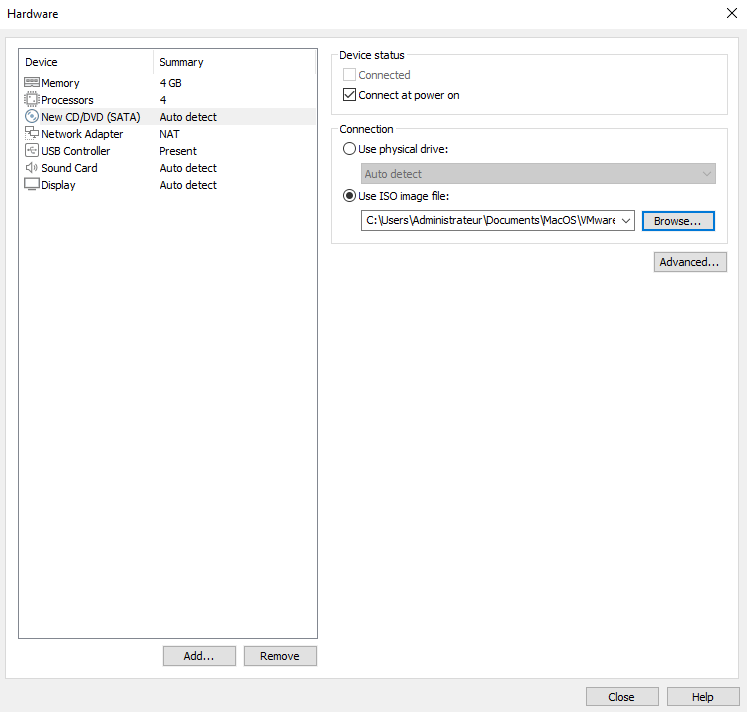 Hardware
Device Summary
Memory 4 GB
Processors 4
New CD/DVD (SATA) Auto detect
Network Adapter NAT
USB Controller Present
Sound Card Auto detect
Display Auto detect
Add... Remove
Device status
Connected
Connect at power on
Connection
Use physical drive:
Auto detect
Use ISO image file:
C:\Users\Administrateur\Documents\MacOS\VMware Browse...
Advanced...
Close Help